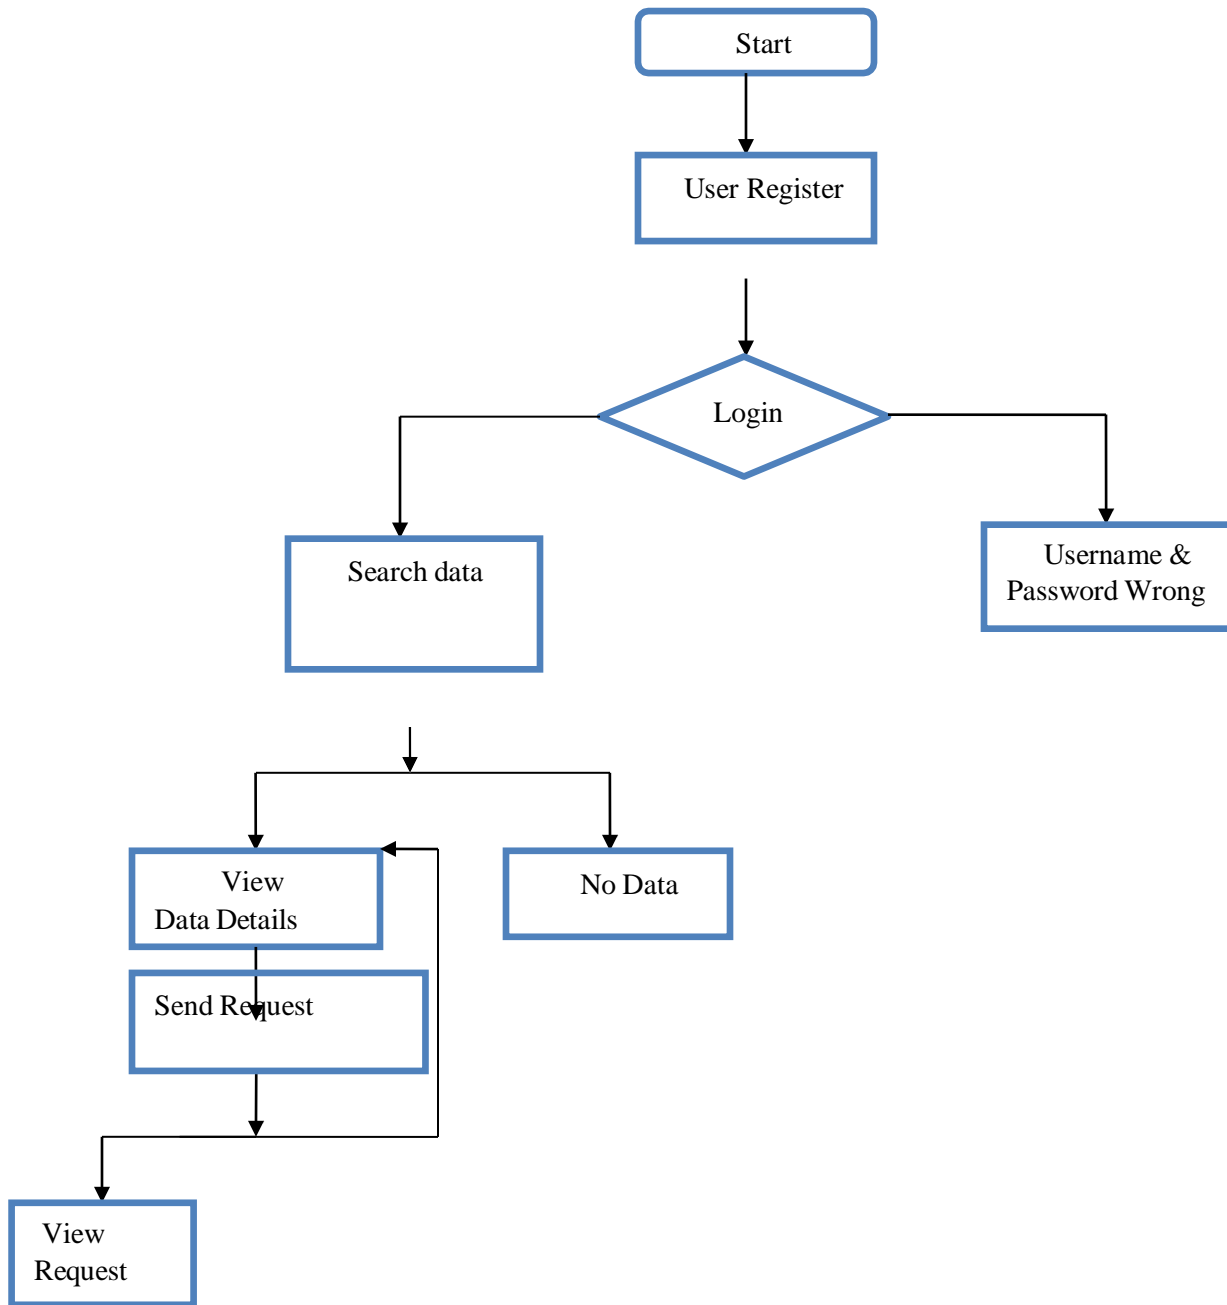 Start
User Register
Login
Search data
Username &
Password Wrong
View
Data Details
No Data
Send Request
View
Request